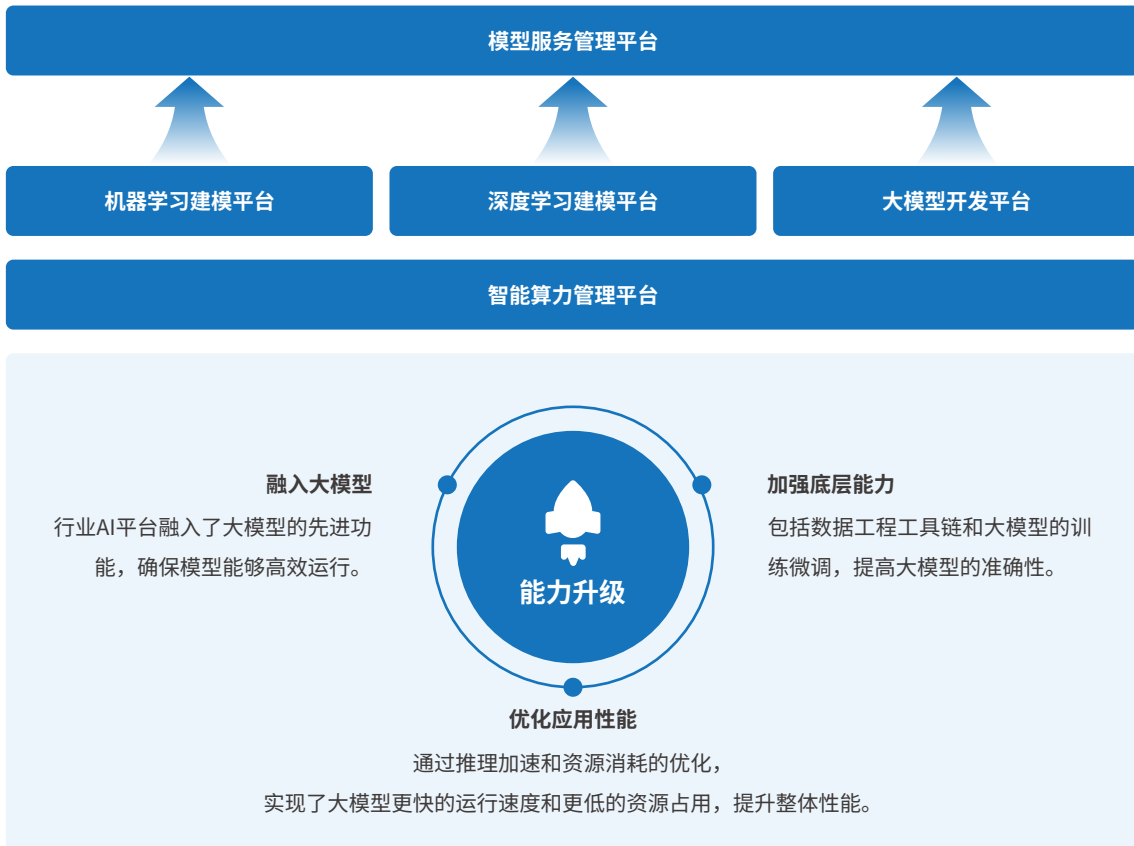 模型服务管理平台
机器学习建模平台
深度学习建模平台
大模型开发平台
智能算力管理平台
融入大模型
行业AI平台融入了大模型的先进功
能，确保模型能够高效运行。
能力升级
加强底层能力
包括数据工程工具链和大模型的训
练微调，提高大模型的准确性。
优化应用性能
通过推理加速和资源消耗的优化，
实现了大模型更快的运行速度和更低的资源占用，提升整体性能。